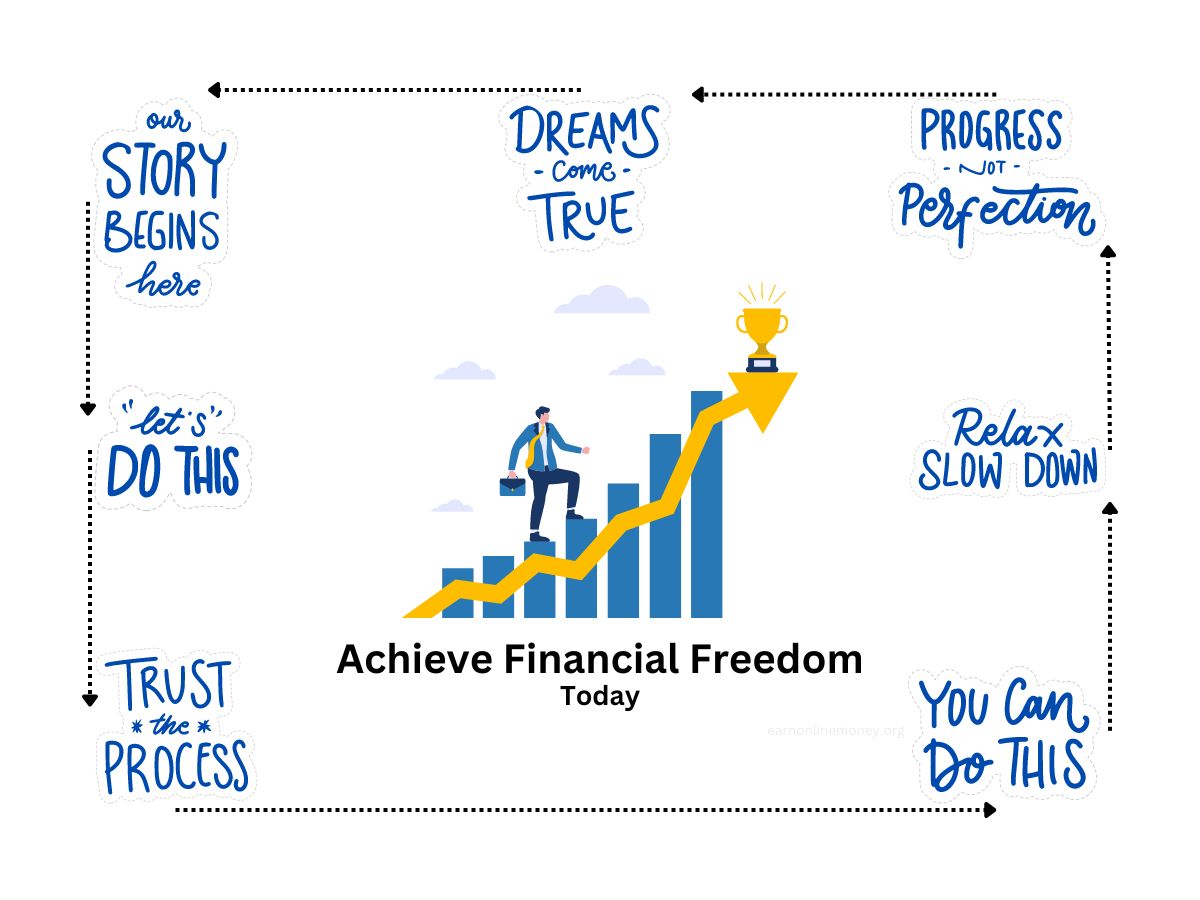 our
STORY
BEGINS
here
DREAMS
- Come -
TRUE
PROGRESS
- NOT -
Perfection
"let's"
DO THIS
Relax
SLOW DOWN
Achieve Financial Freedom
Today
TRUST
the
PROCESS
YOU Can
Do THIS
earnonlinemoney.org